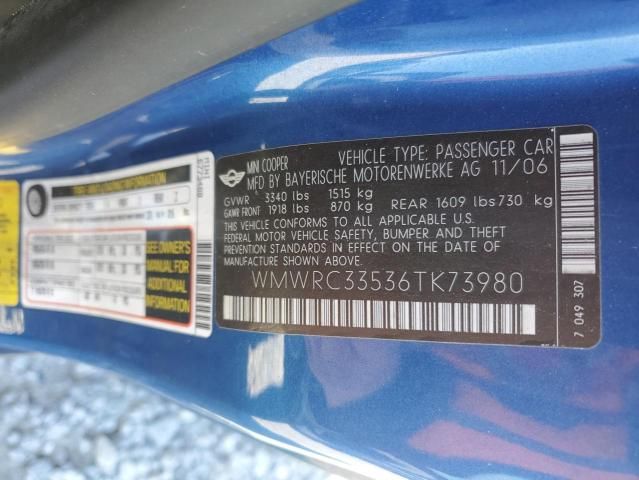 MINI COOPER
VEHICLE TYPE: PASSENGER CAR
MFD BY BAYERISCHE MOTORENWERKE AG 11/06
GVWR 3340 lbs 1515 kg
GAWR FRONT 1918 lbs 870 kg REAR 1609 lbs 730 kg
THIS VEHICLE CONFORMS TO ALL APPLICABLE U.S.
FEDERAL MOTOR VEHICLE SAFETY, BUMPER AND THEFT
PREVENTION STANDARDS IN EFFECT ON THE DATE OF
MANUFACTURE SHOWN ABOVE.
WMWRC33536TK73980
7 049 307
MINI
SEE OWNER'S
MANUAL FOR
ADDITIONAL
INFORMATION